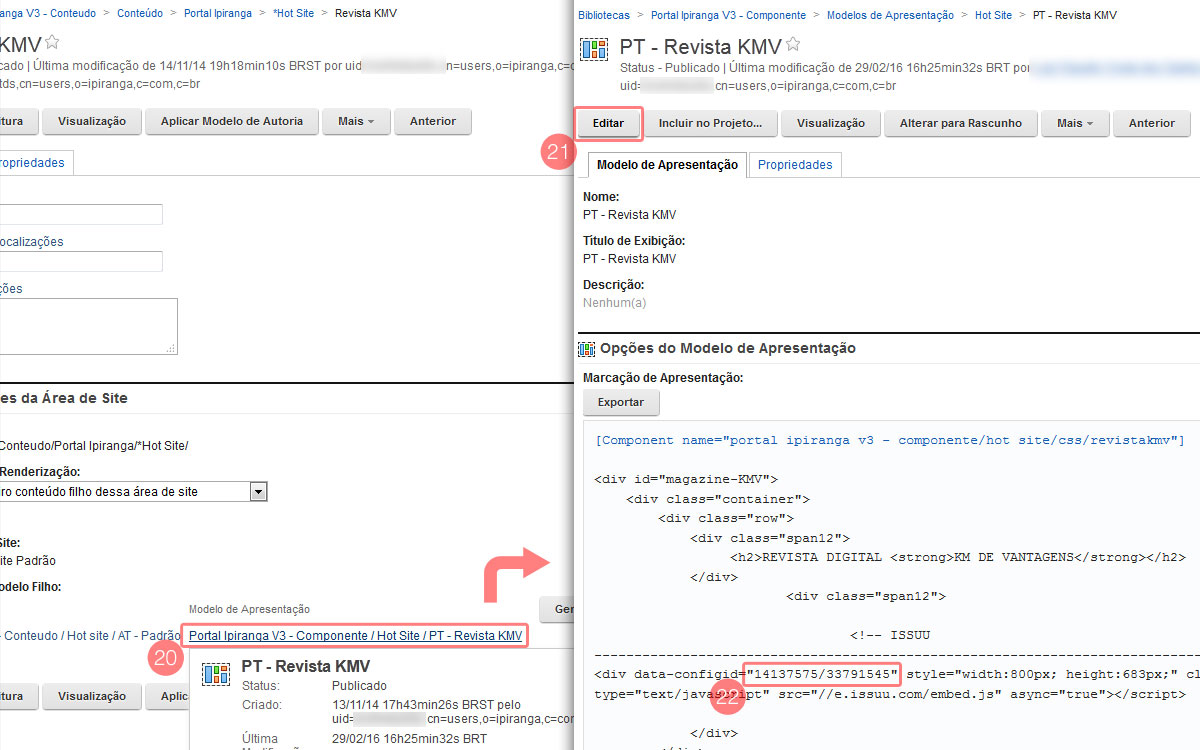 anga V3 - Conteudo > Conteúdo > Portal Ipiranga > *Hot Site > Revista KMV
KMV
cado | Última modificação de 14/11/14 19h18min10s BRST por uid n=users,o=ipiranga,c=c
tds,cn=users,o=ipiranga,c=com,c=br
tura Visualização Aplicar Modelo de Autoria Mais Anterior
ropriedades
ocalizações
ções
es da Área de Site
Conteudo/Portal Ipiranga/*Hot Site/
Renderização:
ro conteúdo filho dessa área de site
Site:
ite Padrão
odelo Filho:
Modelo de Apresentação
Ger
- Conteudo / Hot site / AT - Padrão
Portal Ipiranga V3 - Componente / Hot Site / PT - Revista KMV
20
PT - Revista KMV
Status: Publicado
Criado: 13/11/14 17h43min26s BRST pelo
uid= cn=users,o=ipiranga,c=cor
Última 29/02/16 16h25min32s BRT
Modificação
tura Visualização Aplic
Bibliotecas > Portal Ipiranga V3 - Componente > Modelos de Apresentação > Hot Site > PT - Revista KMV
PT - Revista KMV
Status - Publicado | Última modificação de 29/02/16 16h25min32s BRT por
uid= cn=users,o=ipiranga,c=com,c=br
Editar Incluir no Projeto... Visualização Alterar para Rascunho Mais Anterior
21
Modelo de Apresentação Propriedades
Nome:
PT - Revista KMV
Título de Exibição:
PT - Revista KMV
Descrição:
Nenhum(a)
Opções do Modelo de Apresentação
Marcação de Apresentação:
Exportar
[Component name="portal ipiranga v3 - componente/hot site/css/revistakmv"]
<div id="magazine-KMV">
<div class="container">
<div class="row">
<div class="span12">
<h2>REVISTA DIGITAL <strong>KM DE VANTAGENS</strong></h2>
</div>
<div class="span12">
<!-- ISSUU
<div data-configid="14137575/33791545" style="width:800px; height:683px;" cl
type="text/javascript" src="//e.issuu.com/embed.js" async="true"></script>
22
</div>